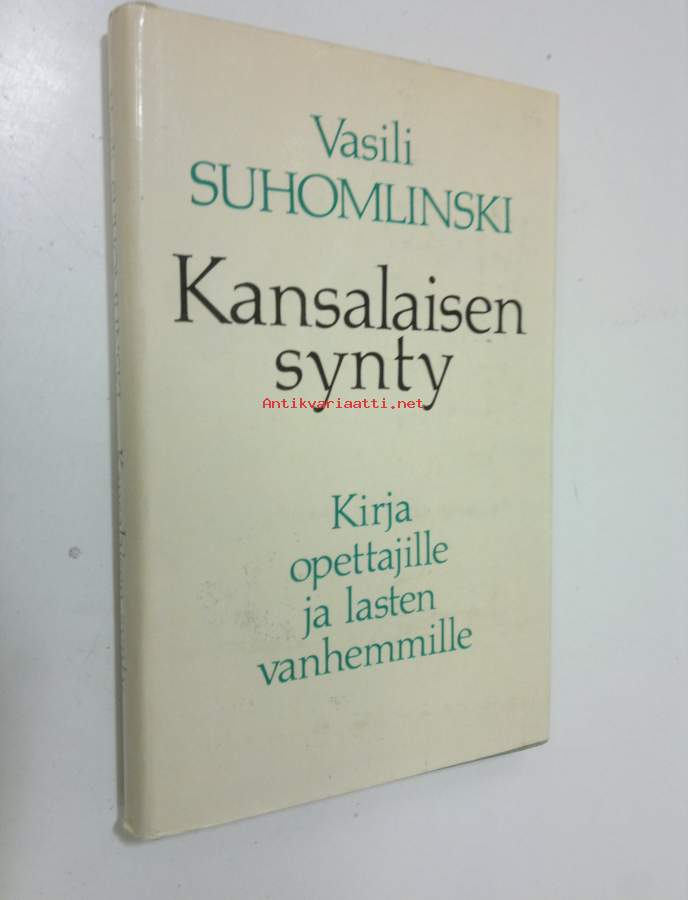 Vasili
SUHOMLINSKI
Kansalaisen
synty
Antikvariaatti.net
Kirja
opettajille
ja lasten
vanhemmille